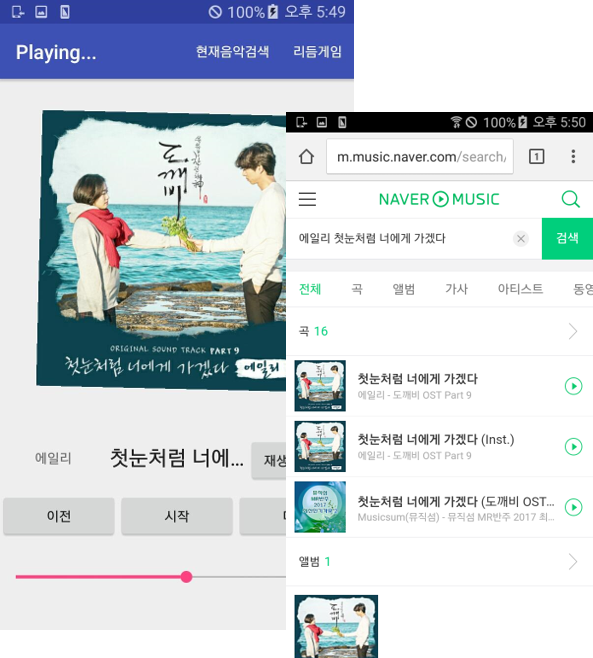 100% 오후 5:49
Playing...
현재음악검색
리듬게임
도깨비
ORIGINAL SOUND TRACK PART 9
첫눈처럼 너에게 가겠다
에일리
에일리
첫눈처럼 너에...
재생
이전
시작
100% 오후 5:50
m.music.naver.com/search/
1
NAVER MUSIC
에일리 첫눈처럼 너에게 가겠다
검색
전체
곡
앨범
가사
아티스트
동영
곡 16
첫눈처럼 너에게 가겠다
에일리 - 도깨비 OST Part 9
첫눈처럼 너에게 가겠다 (Inst.)
에일리 - 도깨비 OST Part 9
첫눈처럼 너에게 가겠다 (도깨비 OST...
Musicsum(뮤직섬) - 뮤직섬 MR반주 2017 최...
앨범 1